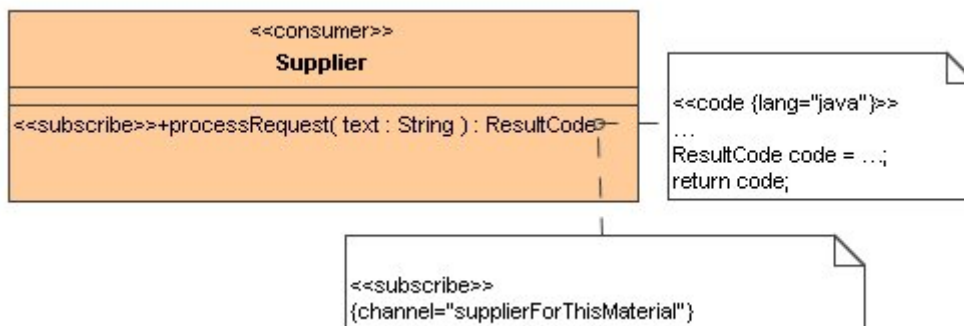 <<consumer>>
Supplier
<<subscribe>>+processRequest( text : String ) : ResultCode
<<code {lang="java"}>>
…
ResultCode code = …;
return code;
<<subscribe>>
{channel="supplierForThisMaterial"}